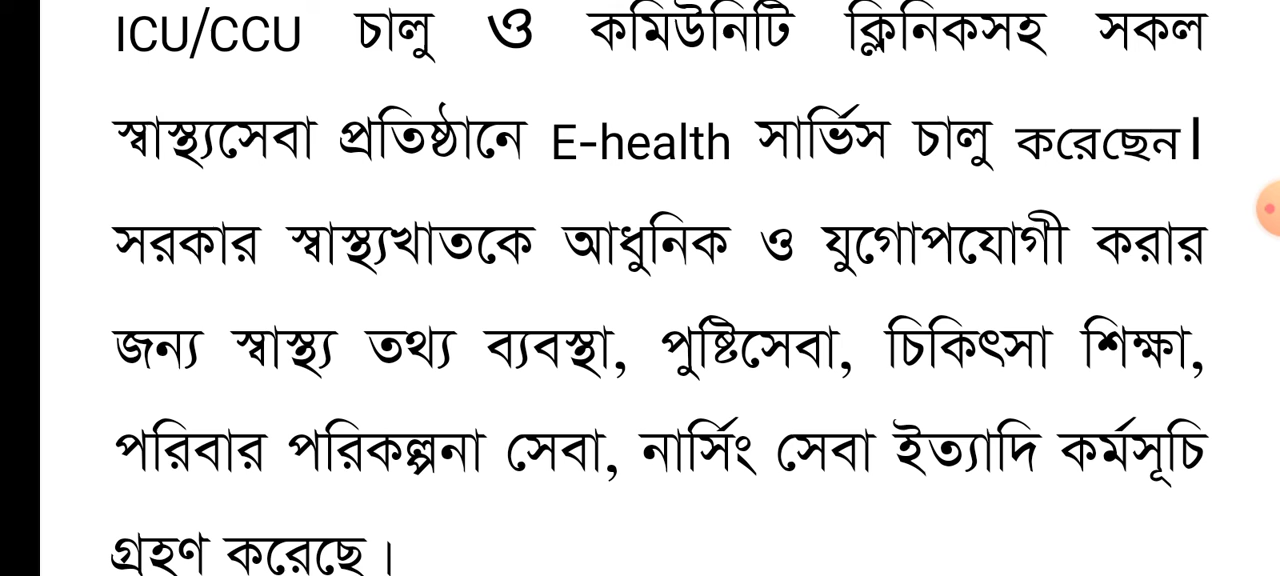 ICU/CCU চালু ও কমিউনিটি ক্লিনিকসহ সকল
স্বাস্থ্যসেবা প্রতিষ্ঠানে E-health সার্ভিস চালু করেছেন।
সরকার স্বাস্থ্যখাতকে আধুনিক ও যুগোপযোগী করার
জন্য স্বাস্থ্য তথ্য ব্যবস্থা, পুষ্টিসেবা, চিকিৎসা শিক্ষা,
পরিবার পরিকল্পনা সেবা, নার্সিং সেবা ইত্যাদি কর্মসূচি
গ্রহণ করেছে।